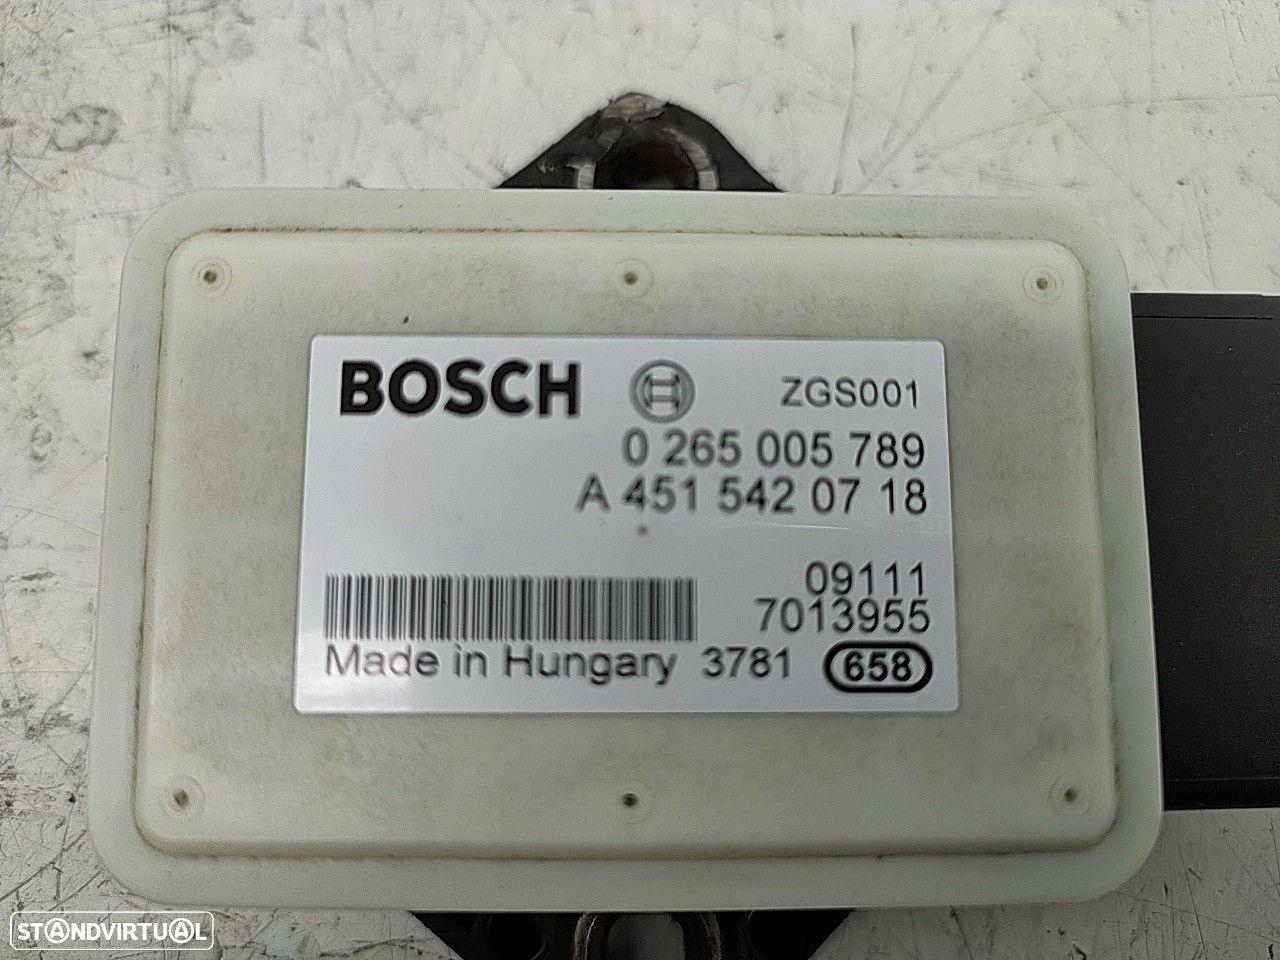 BOSCH ZGS001
0 265 005 789
A 451 542 07 18
09111
7013955
Made in Hungary 3781 658
STANDVIRTUAL